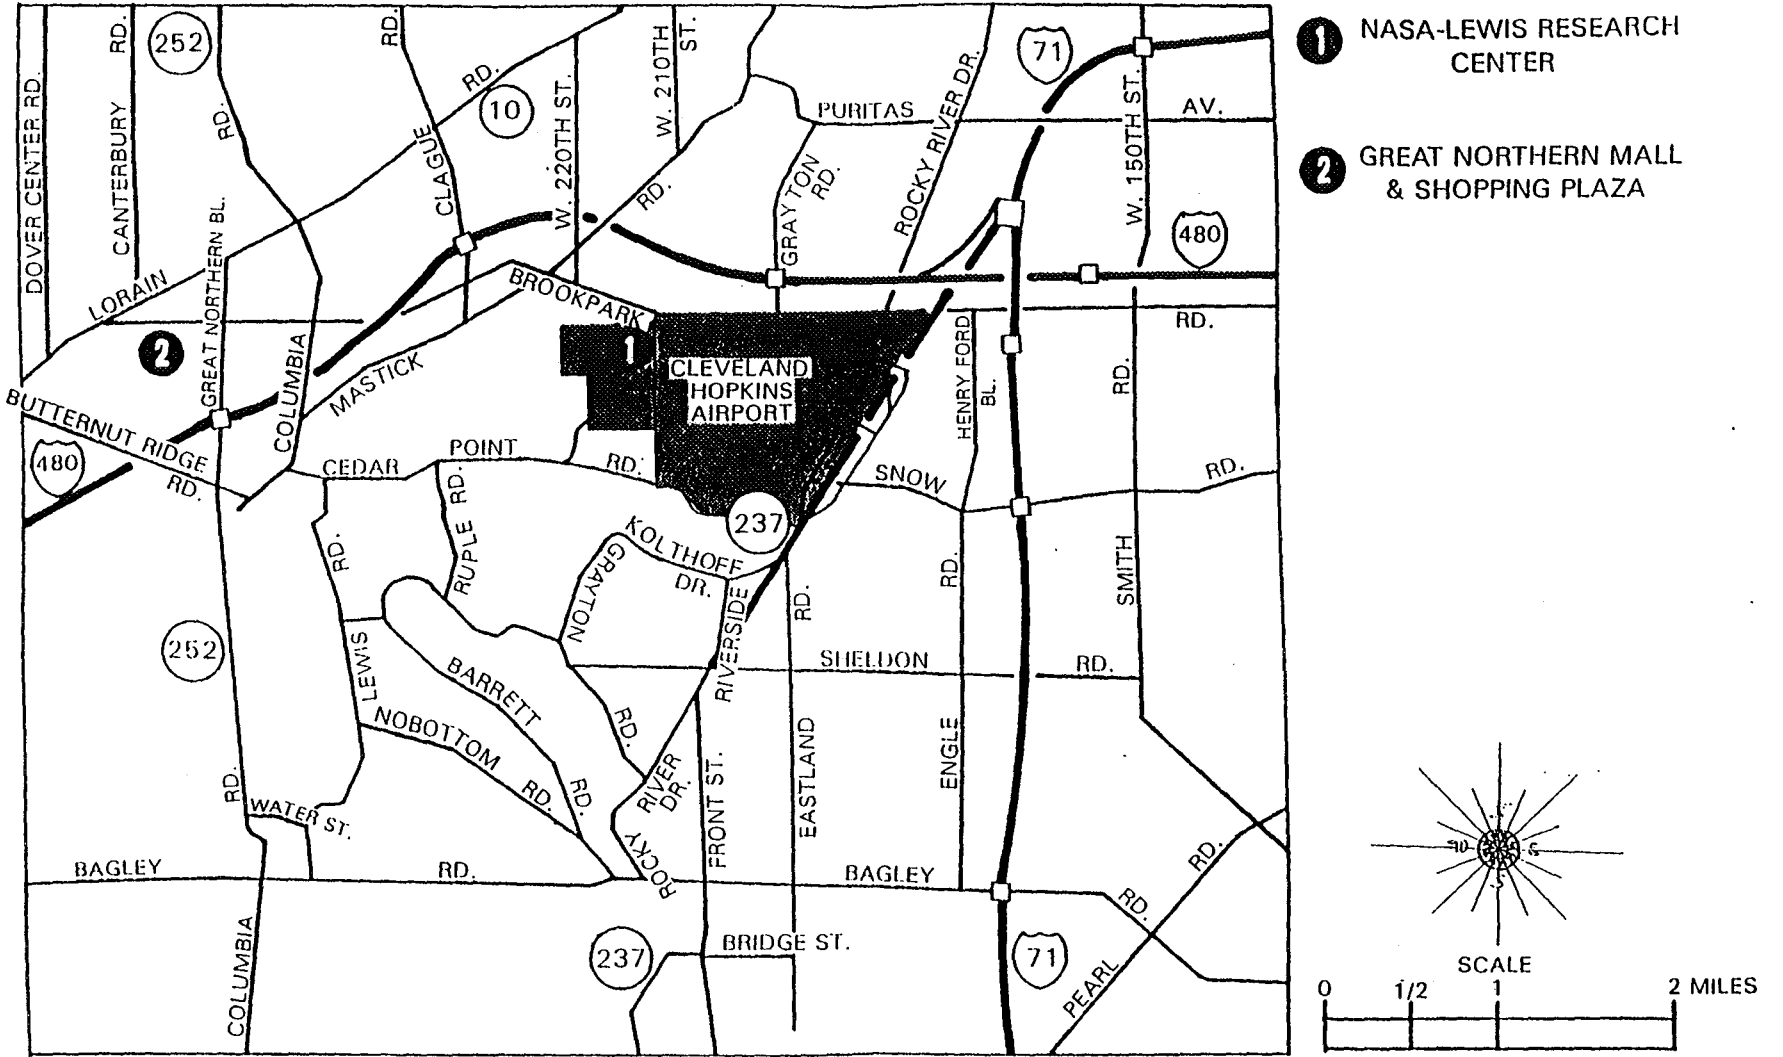 DOVER CENTER RD.
CANTERBURY RD.
252
RD.
RD.
RD.
10
CLAGUE
W. 220TH ST.
W. 210TH ST.
RD.
PURITAS
AV.
GRAYTON RD.
ROCKY RIVER DR.
71
W. 150TH ST.
480
1 NASA-LEWIS RESEARCH
CENTER
2 GREAT NORTHERN MALL
& SHOPPING PLAZA
LORAIN
GREAT NORTHERN BL.
BROOKPARK
RD.
2
COLUMBIA
MASTICK
1
CLEVELAND
HOPKINS
AIRPORT
HENRY FORD
BL.
RD.
BUTTERNUT RIDGE
RD.
480
CEDAR
POINT
RD.
SNOW
RD.
RUPLE RD.
RD.
237
KOLTHOFF
DR.
GRAYTON
RIVERSIDE
RD.
RD.
SMITH
252
LEWIS
BARRETT
SHELDON
RD.
NOBOTTOM
RD.
RD.
RD.
RIVER
DR.
ROCKY
FRONT ST.
EASTLAND
ENGLE
RD.
WATER ST.
BAGLEY
RD.
BAGLEY
RD.
RD.
COLUMBIA
237
BRIDGE ST.
71
PEARL
S
SCALE
0 1/2 1 2 MILES